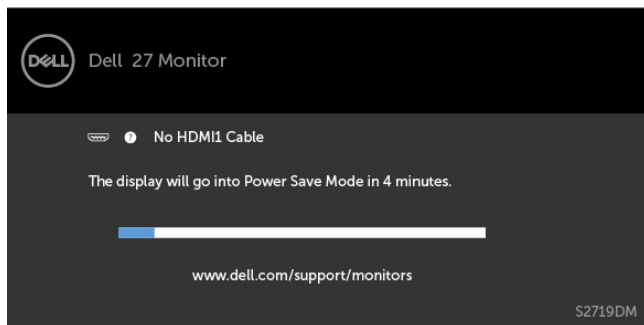 DELL
Dell 27 Monitor
? No HDMI1 Cable
The display will go into Power Save Mode in 4 minutes.
www.dell.com/support/monitors
S2719DM